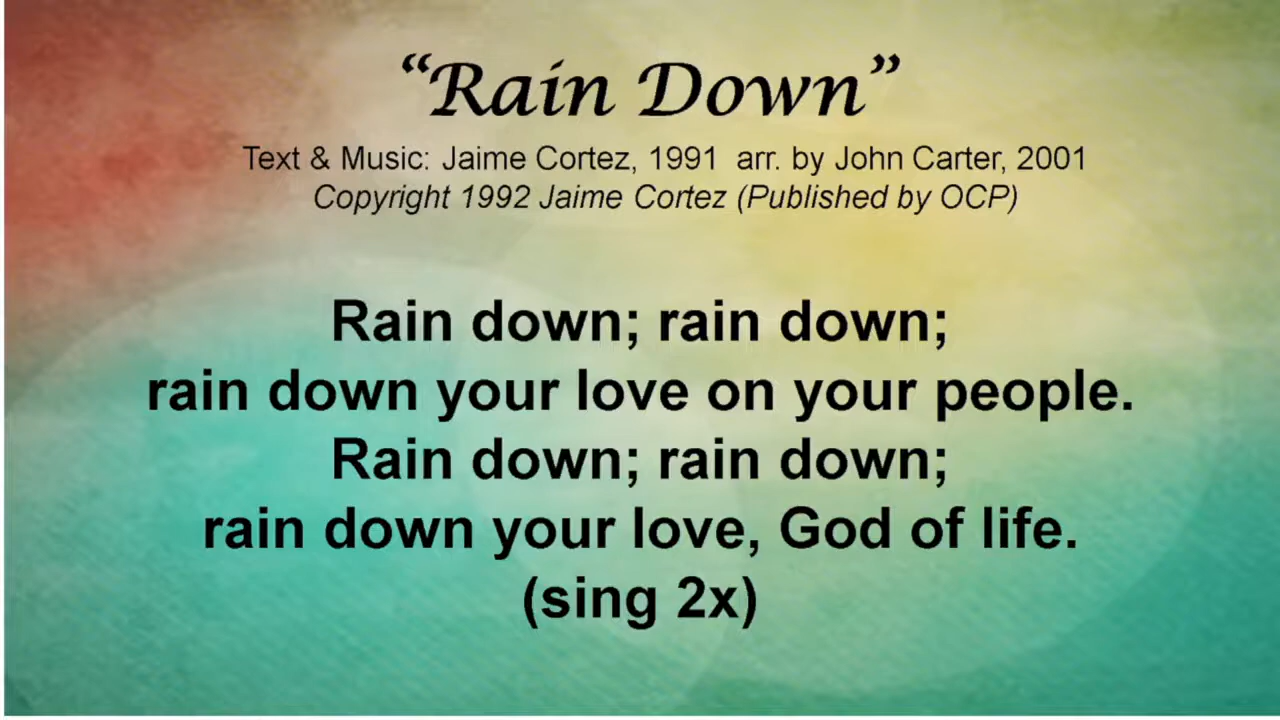 “Rain Down”
Text & Music: Jaime Cortez, 1991 arr. by John Carter, 2001
Copyright 1992 Jaime Cortez (Published by OCP)
Rain down; rain down;
rain down your love on your people.
Rain down; rain down;
rain down your love, God of life.
(sing 2x)